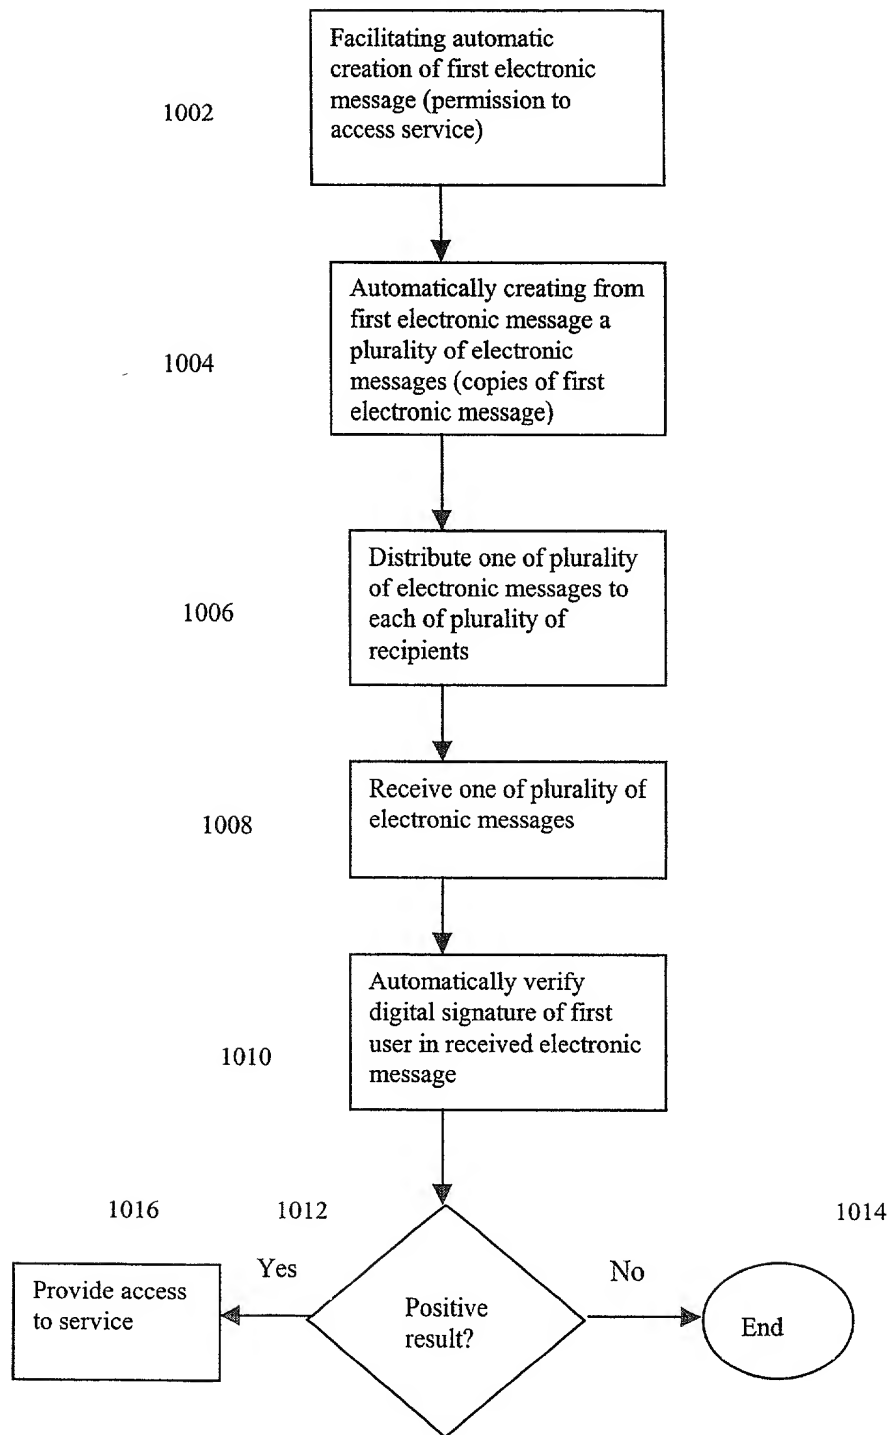 Facilitating automatic
creation of first electronic
message (permission to
access service)
1002
Automatically creating from
first electronic message a
plurality of electronic
messages (copies of first
electronic message)
1004
Distribute one of plurality
of electronic messages to
each of plurality of
recipients
1006
Receive one of plurality of
electronic messages
1008
Automatically verify
digital signature of first
user in received electronic
message
1010
1016
1012
1014
Yes
No
Provide access
to service
Positive
result?
End